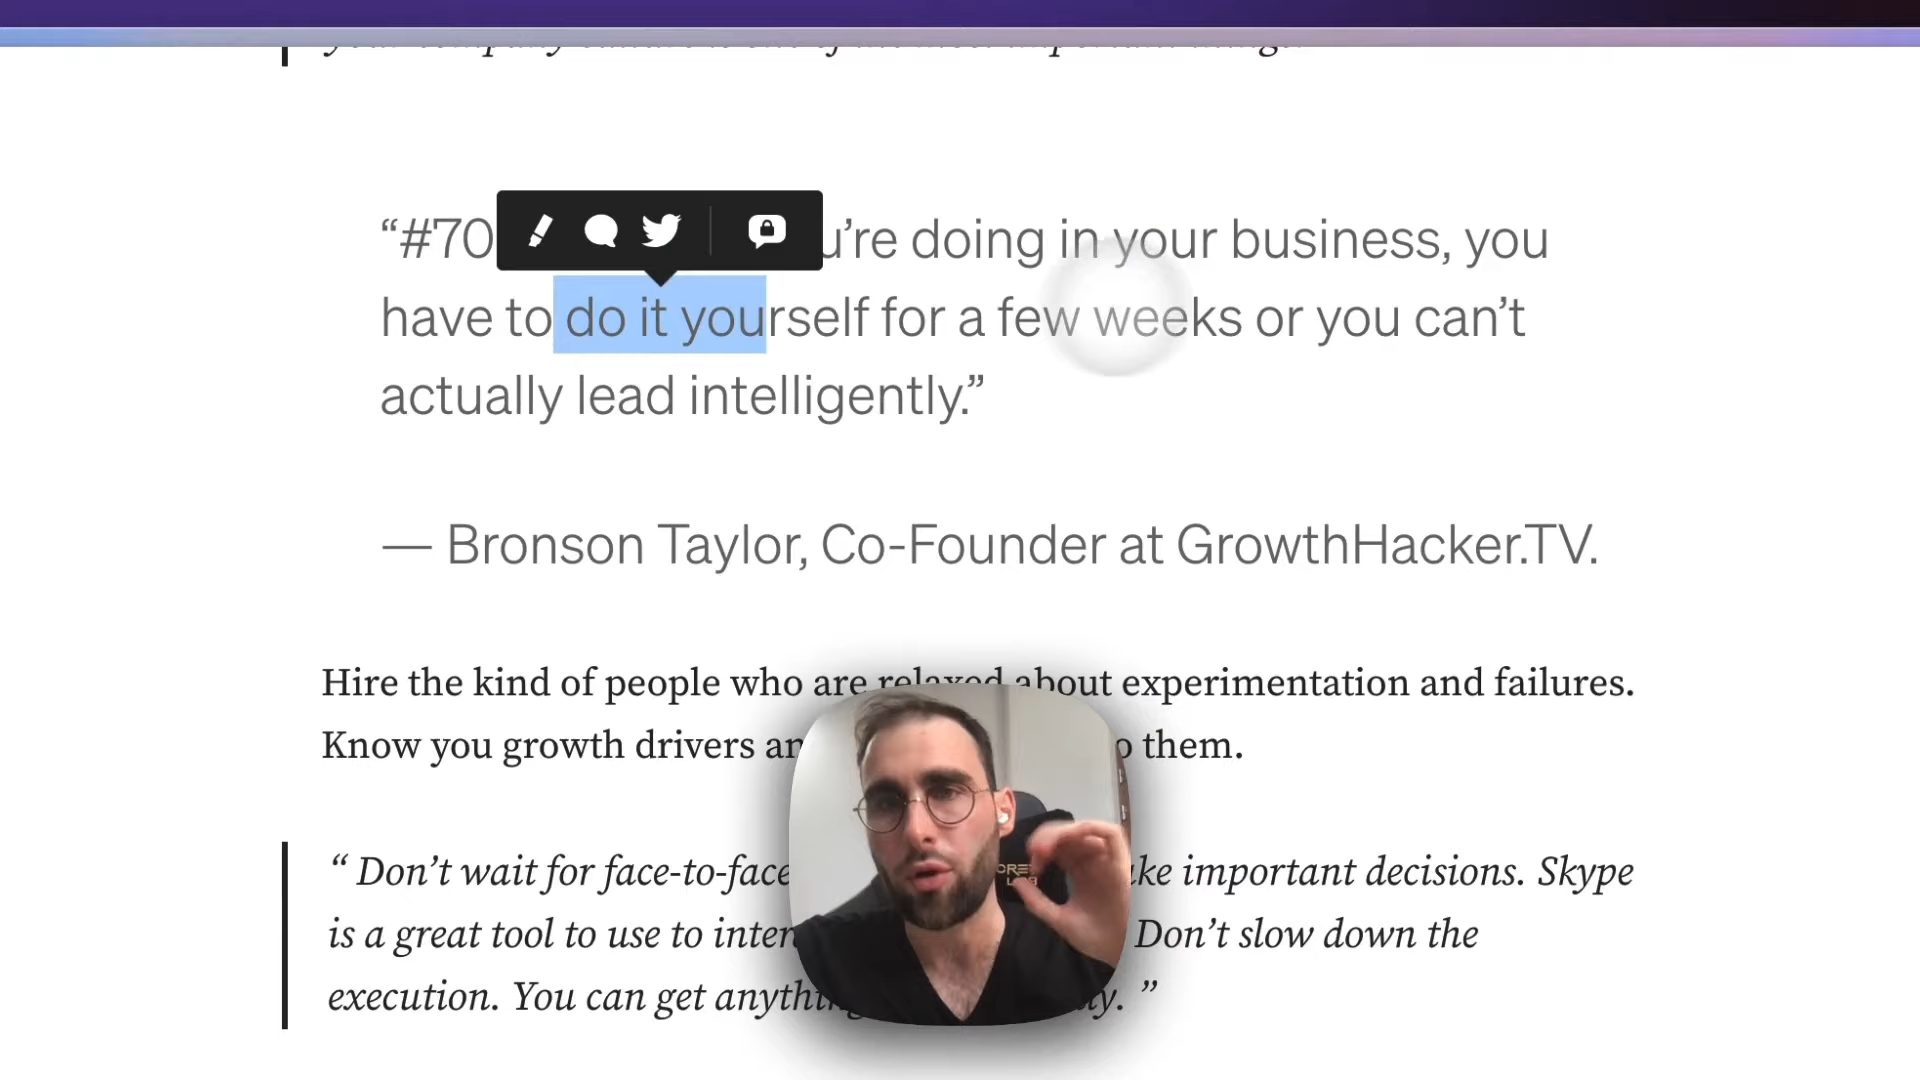 “#70 u’re doing in your business, you
have to do it yourself for a few weeks or you can’t
actually lead intelligently.”
— Bronson Taylor, Co-Founder at GrowthHacker.TV.
Hire the kind of people who are relaxed about experimentation and failures.
Know you growth drivers an o them.
“ Don’t wait for face-to-face ke important decisions. Skype
is a great tool to use to inter Don’t slow down the
execution. You can get anything y. ”